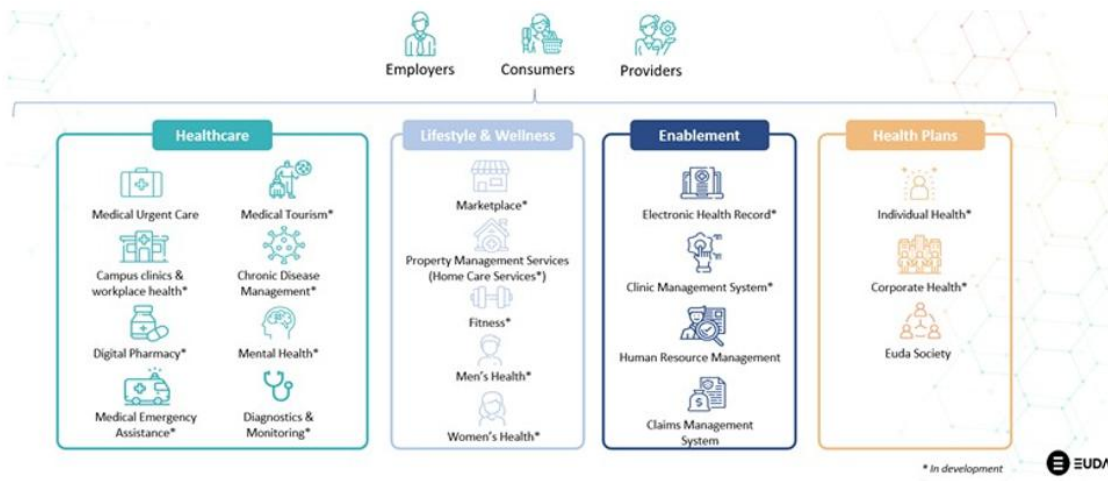 Employers
Consumers
Providers
Healthcare
Medical Urgent Care
Medical Tourism*
Campus clinics &
workplace health*
Chronic Disease
Management*
Digital Pharmacy*
Mental Health*
Medical Emergency
Assistance*
Diagnostics &
Monitoring*
Lifestyle & Wellness
Marketplace*
Property Management Services
(Home Care Services*)
Fitness*
Men's Health*
Women's Health*
Enablement
Electronic Health Record*
Clinic Management System*
Human Resource Management
Claims Management
System
Health Plans
Individual Health*
Corporate Health*
Euda Society
* In development
EUDA